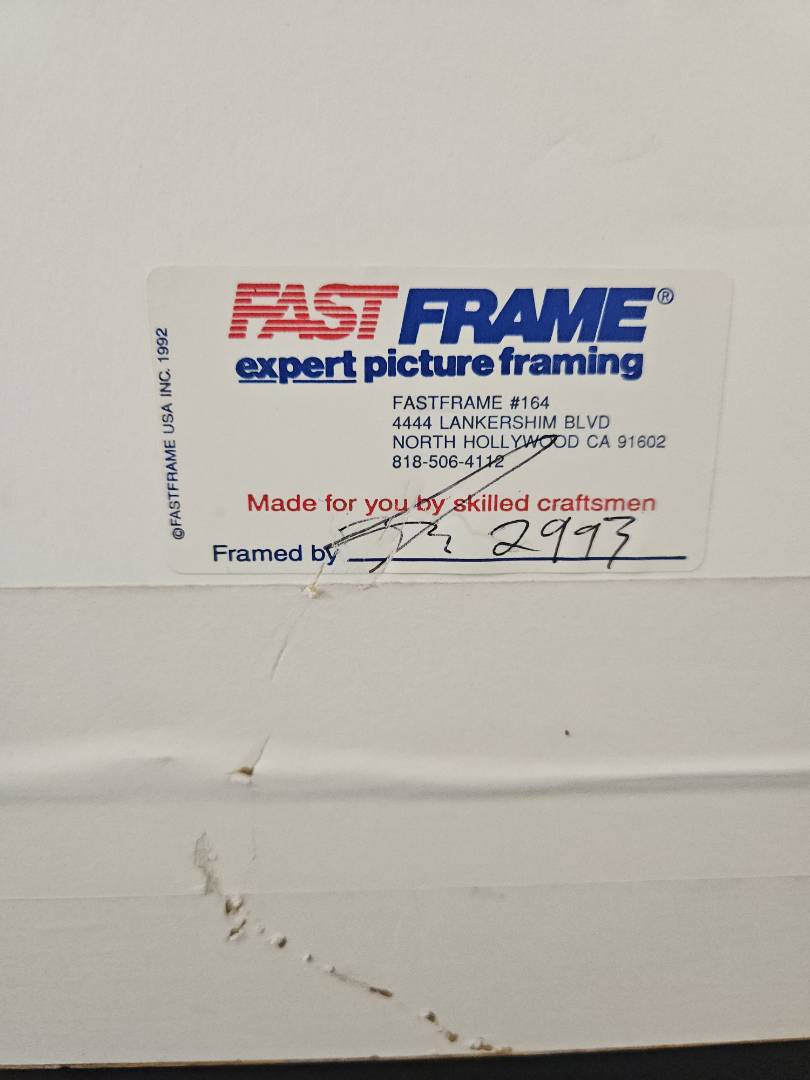 FASTFRAME®
expert picture framing
FASTFRAME #164
4444 LANKERSHIM BLVD
NORTH HOLLYWOOD CA 91602
818-506-4112
Made for you by skilled craftsmen
Framed by 2993
©FASTFRAME USA INC. 1992